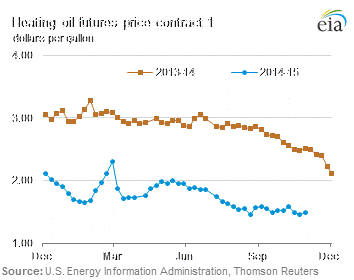 Heating oil futures price contract 1
dollars per gallon
eia
4.00
2013-14
2014-15
3.00
2.00
1.00
Dec
Mar
Jun
Sep
Dec
Source: U.S. Energy Information Administration, Thomson Reuters